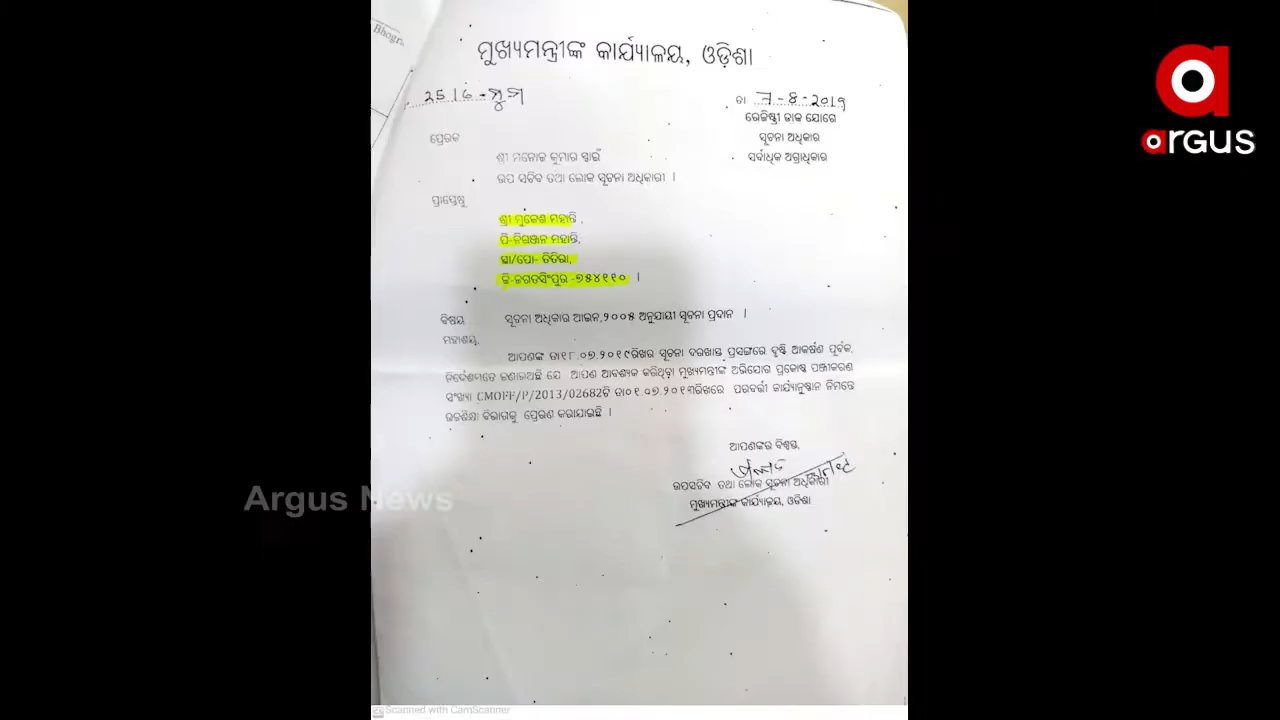 Bhogra
argus
ମୁଖ୍ୟମନ୍ତ୍ରୀଙ୍କ କାର୍ଯ୍ୟାଳୟ, ଓଡ଼ିଶା
ତା
ରେଜିଷ୍ଟ୍ରୀ ଡାକ ଯୋଗେ
ସୂଚନା ଅଧିକାର
ସର୍ବାଧିକ ଅଗ୍ରାଧିକାର
ପ୍ରେରକ
ଶ୍ରୀ ମନୋଜ କୁମାର ସ୍ୱାଇଁ
ଉପ ସଚିବ ତଥା ଲୋକ ସୂଚନା ଅଧିକାରୀ ।
ପ୍ରାପ୍ତେଷୁ
ଶ୍ରୀ ମୁକେଶ ମହାନ୍ତି ,
ପି-ନିରଞ୍ଜନ ମହାନ୍ତି,
ସ୍ଥା/ପୋ- ତିତିରା,
ଜି-ଜଗତସିଂପୁର -୭୫୪୧୧୦ ।
ବିଷୟ ସୂଚନା ଅଧିକାର ଆଇନ,୨୦୦୫ ଅନୁଯାୟୀ ସୂଚନା ପ୍ରଦାନ ।
ମହାଶୟ,
ଆପଣଙ୍କ ତା୧୮.୦୭.୨୦୧୯ରିଖର ସୂଚନା ଦରଖାସ୍ତ ପ୍ରସଙ୍ଗରେ ଦୃଷ୍ଟି ଆକର୍ଷଣ ପୂର୍ବକ,
ନିର୍ଦ୍ଦେଶମତେ ଜଣାଉଅଛି ଯେ ଆପଣ ଆବଶ୍ୟକ କରିଥିବା ମୁଖ୍ୟମନ୍ତ୍ରୀଙ୍କ ଅଭିଯୋଗ ପ୍ରକୋଷ୍ଠ ପଞ୍ଜୀକରଣ
ସଂଖ୍ୟା CMOFF/P/2013/02682ଟି ତା୦୧.୦୭.୨୦୧୩ରିଖରେ ପରବର୍ତ୍ତୀ କାର୍ଯ୍ୟାନୁଷ୍ଠାନ ନିମନ୍ତେ
ଉଚ୍ଚଶିକ୍ଷା ବିଭାଗକୁ ପ୍ରେରଣ କରାଯାଇଛି ।
ଆପଣଙ୍କର ବିଶ୍ୱସ୍ତ,
ଉପସଚିବ ତଥା ଲୋକ ସୂଚନା ଅଧିକାରୀ
ମୁଖ୍ୟମନ୍ତ୍ରୀଙ୍କ କାର୍ଯ୍ୟାଳୟ, ଓଡିଶା
Argus News
Scanned with CamScanner